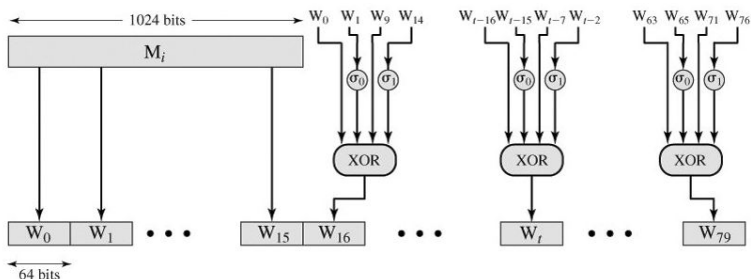 1024 bits W₀ W₁ W₉ W₁₄ Wₜ₋₁₆ Wₜ₋₁₅ Wₜ₋₇ Wₜ₋₂ W₆₃ W₆₅ W₇₁ W₇₆
Mᵢ
σ₀ σ₁ σ₀ σ₁ σ₀ σ₁
XOR XOR XOR
W₀ W₁ • • • W₁₅ W₁₆ • • • Wₜ • • • W₇₉
64 bits